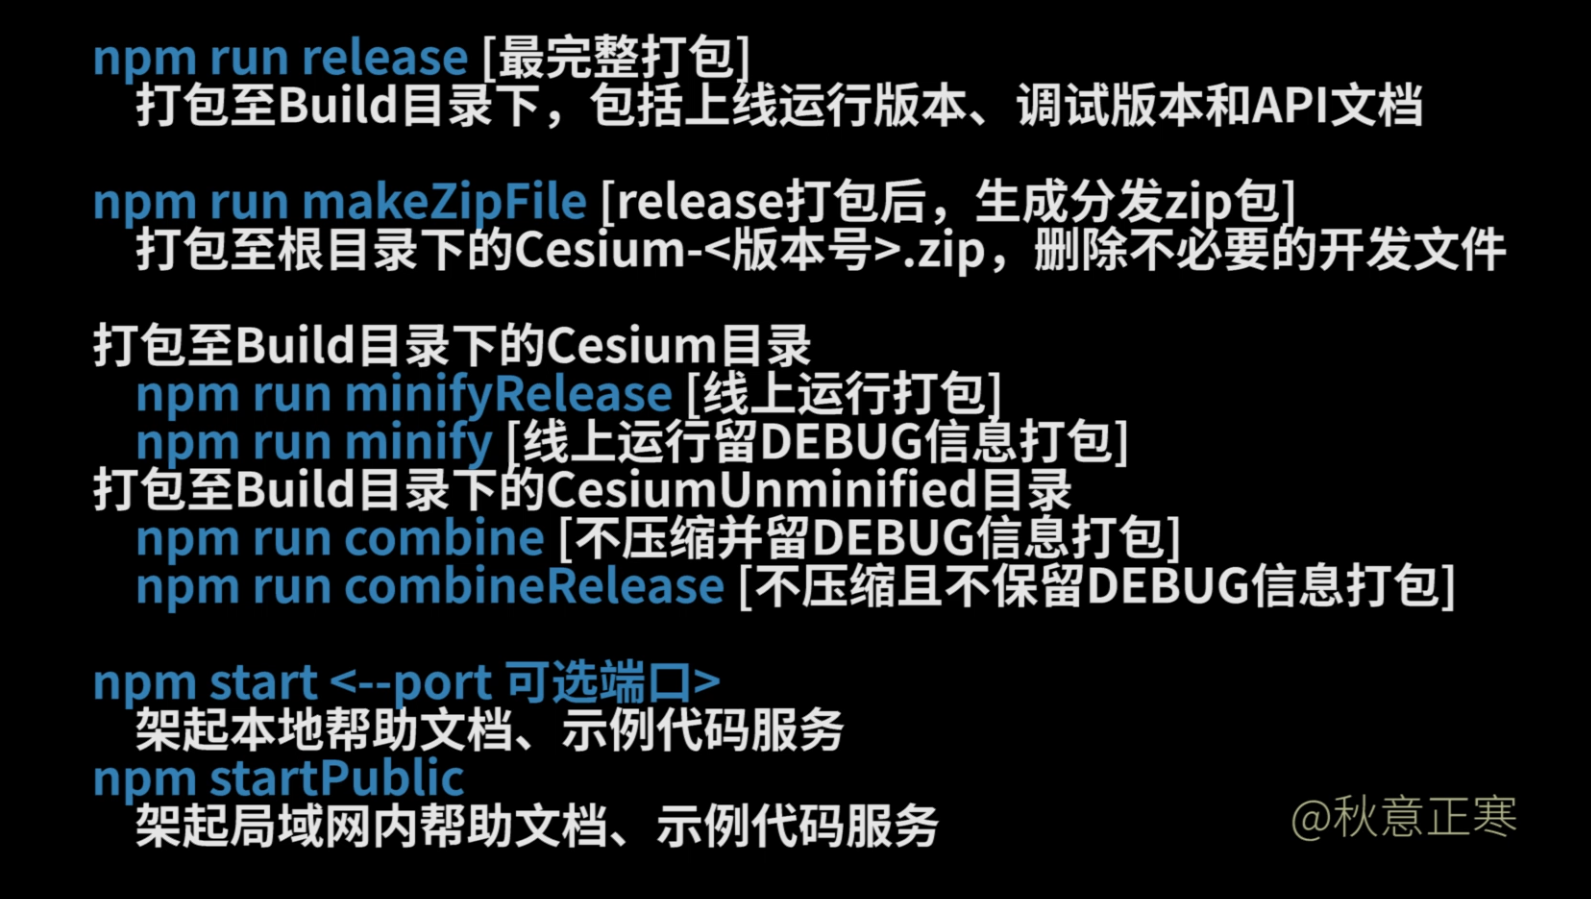 npm run release [最完整打包]
打包至Build目录下，包括上线运行版本、调试版本和API文档
npm run makeZipFile [release打包后，生成分发zip包]
打包至根目录下的Cesium-<版本号>.zip，删除不必要的开发文件
打包至Build目录下的Cesium目录
npm run minifyRelease [线上运行打包]
npm run minify [线上运行留DEBUG信息打包]
打包至Build目录下的CesiumUnminified目录
npm run combine [不压缩并留DEBUG信息打包]
npm run combineRelease [不压缩且不保留DEBUG信息打包]
npm start <--port 可选端口>
架起本地帮助文档、示例代码服务
npm startPublic
架起局域网内帮助文档、示例代码服务
@秋意正寒